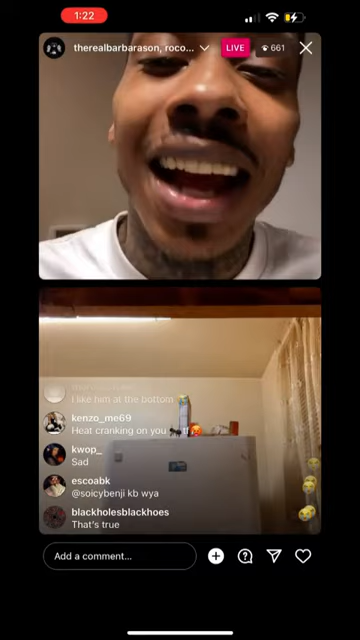 1:22
therealbarbarason, roco...
LIVE
661
I like him at the bottom
kenzo_me69
Heat cranking on you
kwop_
Sad
escoabk
@soicybenji kb wya
blackholesblackhoes
That's true
Add a comment...